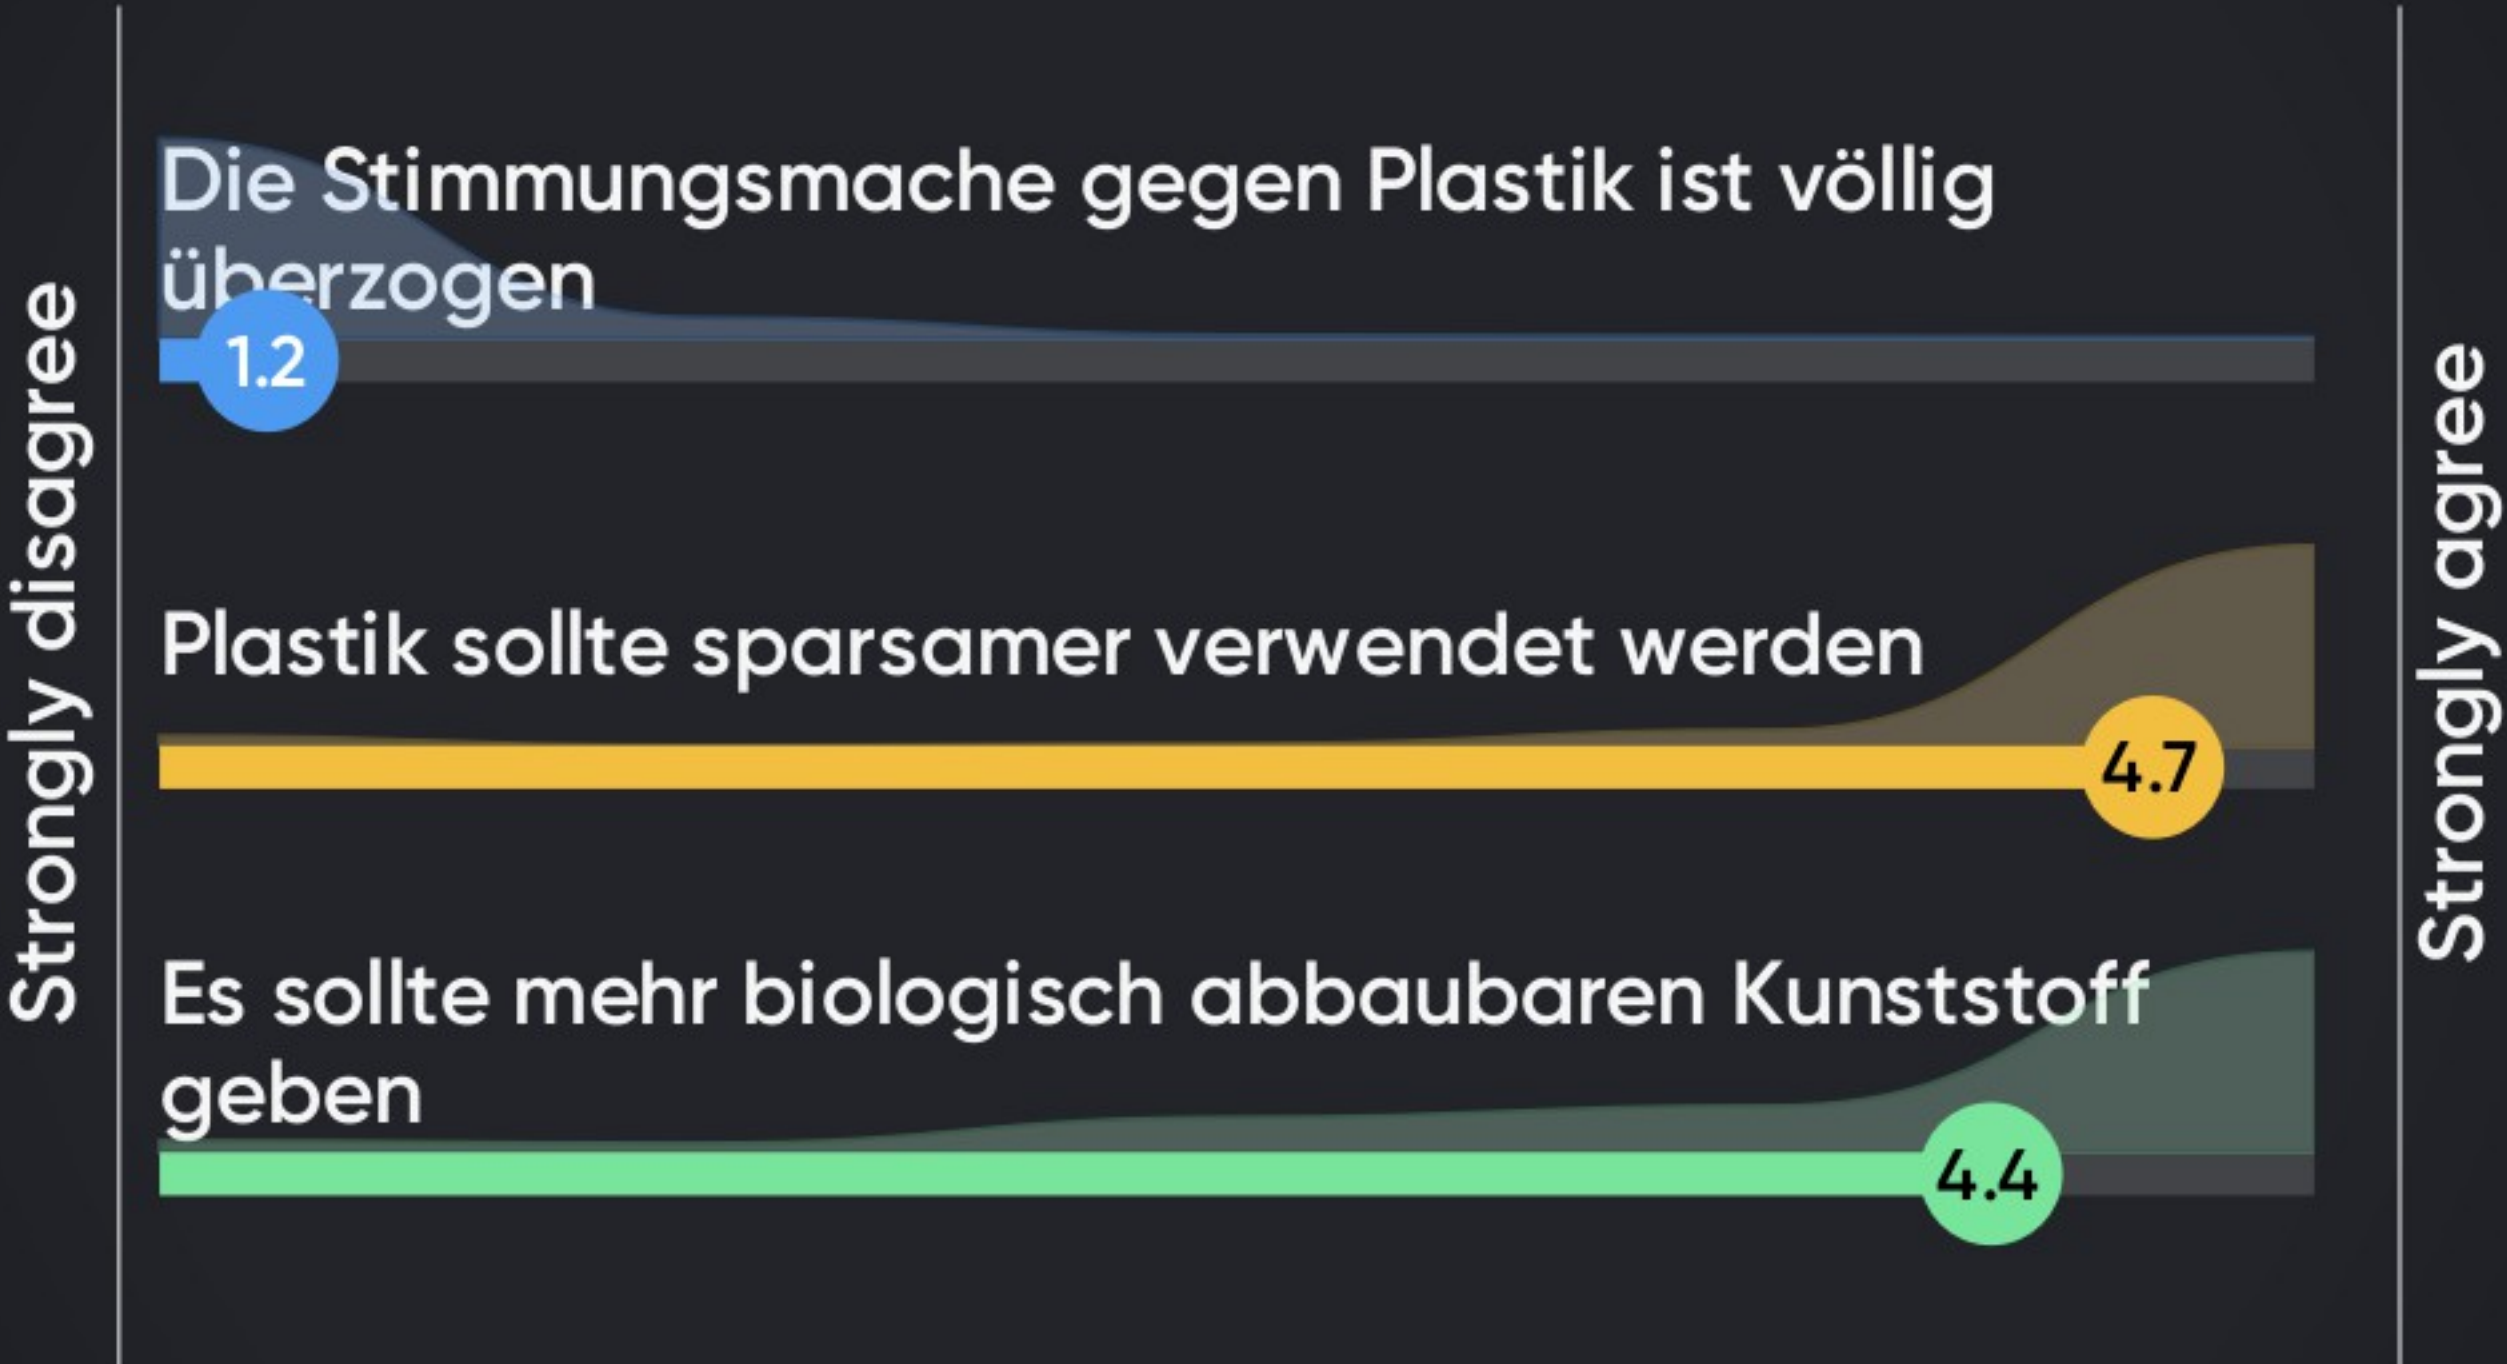 Strongly disagree
Die Stimmungsmache gegen Plastik ist völlig
überzogen
1.2
Plastik sollte sparsamer verwendet werden
4.7
Es sollte mehr biologisch abbaubaren Kunststoff
geben
4.4
Strongly agree